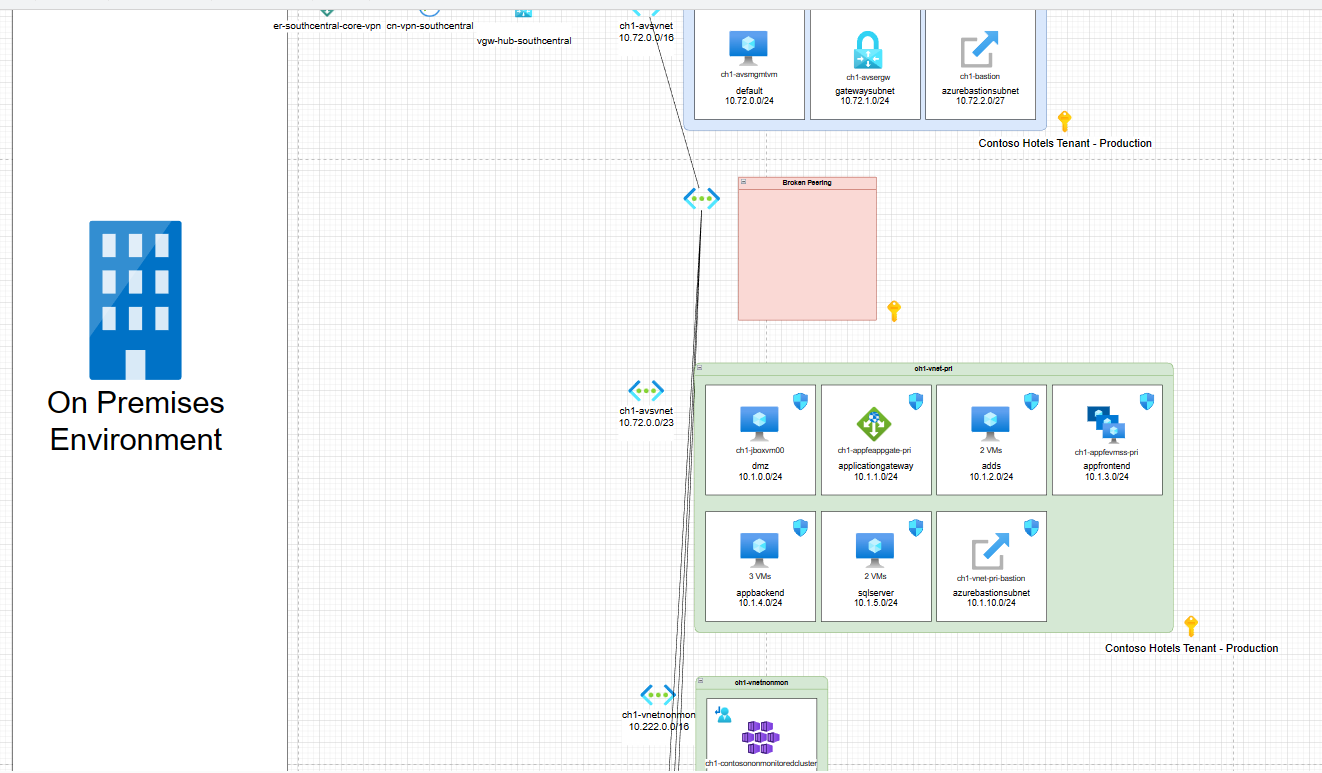 er-southcentral-core-vpn
cn-vpn-southcentral
vgw-hub-southcentral
ch1-avsvnet
10.72.0.0/16
ch1-avsmgmtvm
default
10.72.0.0/24
ch1-avsergw
gatewaysubnet
10.72.1.0/24
ch1-bastion
azurebastionsubnet
10.72.2.0/27
Contoso Hotels Tenant - Production
Broken Peering
On Premises
Environment
ch1-avsvnet
10.72.0.0/23
ch1-vnet-pri
ch1-jboxvm00
dmz
10.1.0.0/24
ch1-appfeappgate-pri
applicationgateway
10.1.1.0/24
2 VMs
adds
10.1.2.0/24
ch1-appfevmss-pri
appfrontend
10.1.3.0/24
3 VMs
appbackend
10.1.4.0/24
2 VMs
sqlserver
10.1.5.0/24
ch1-vnet-pri-bastion
azurebastionsubnet
10.1.10.0/24
Contoso Hotels Tenant - Production
ch1-vnetnonmon
10.222.0.0/16
ch1-vnetnonmon
ch1-contosononmonitoredcluster